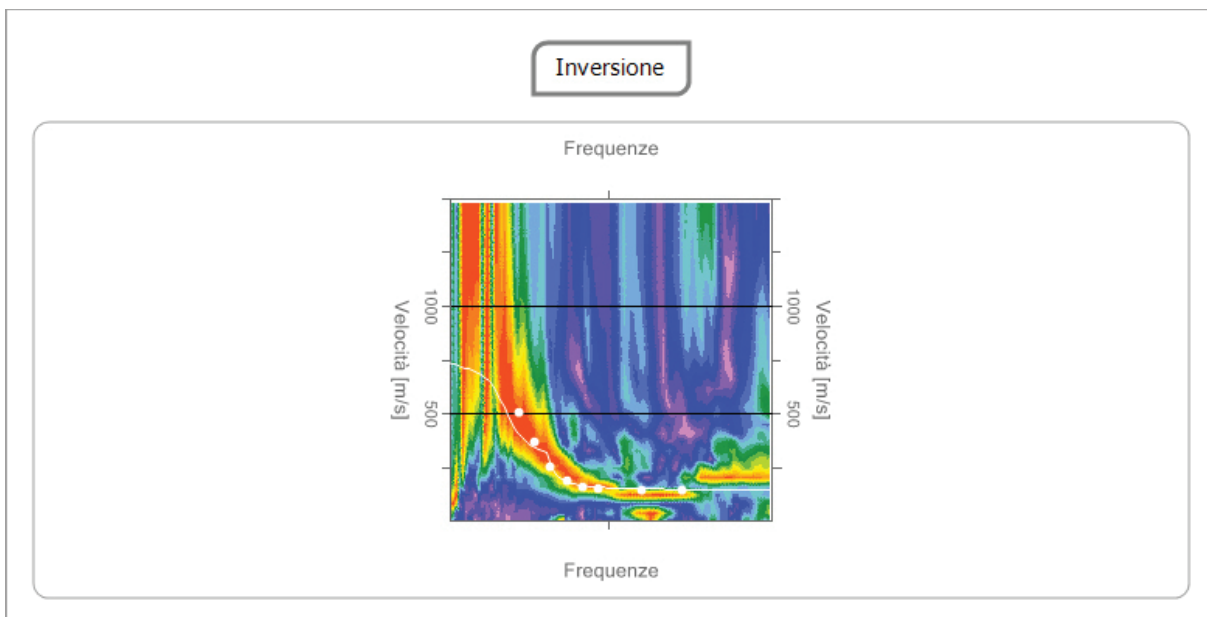 Inversione
Frequenze
1000
1000
Velocità [m/s]
Velocità [m/s]
500
500
Frequenze